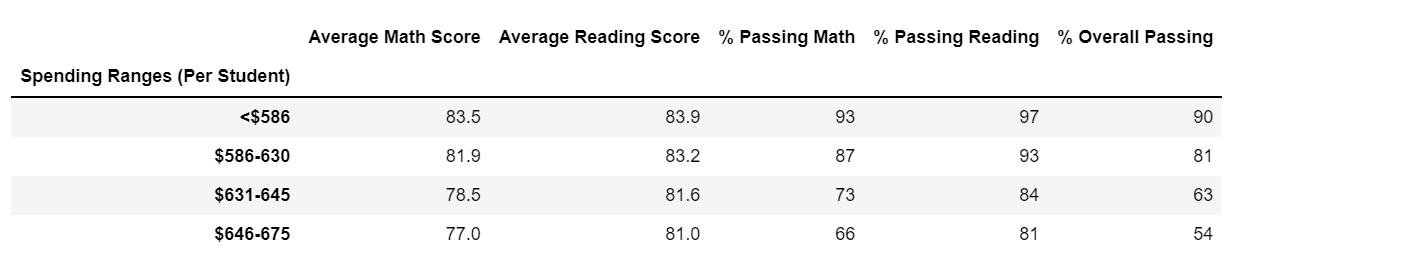 Average Math Score Average Reading Score % Passing Math % Passing Reading % Overall Passing
Spending Ranges (Per Student)
<$586 83.5 83.9 93 97 90
$586-630 81.9 83.2 87 93 81
$631-645 78.5 81.6 73 84 63
$646-675 77.0 81.0 66 81 54